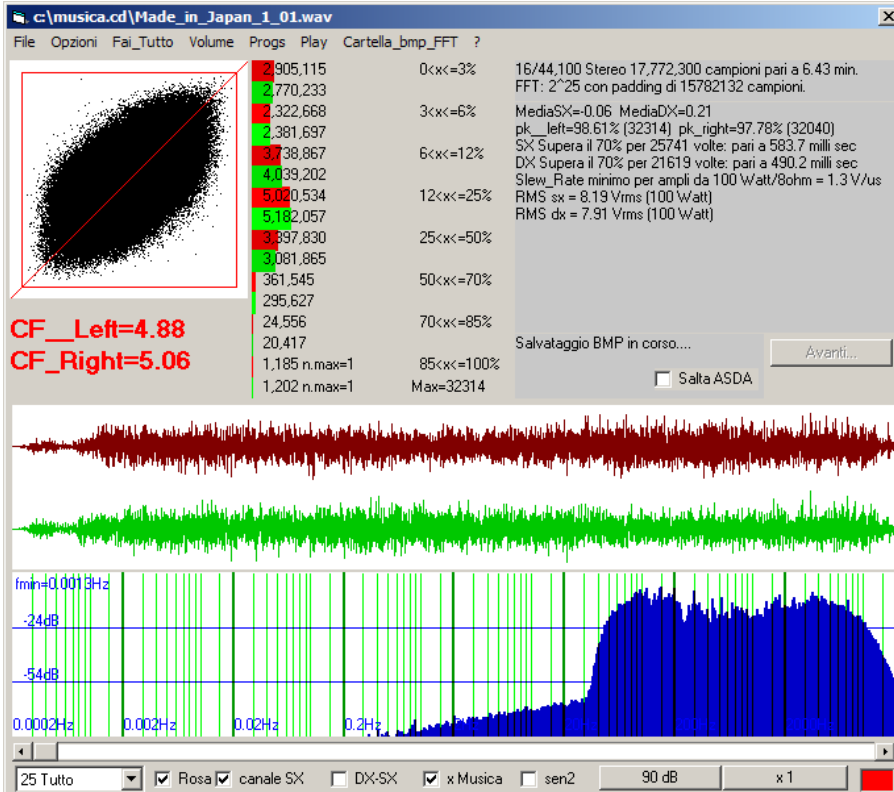 c:\musica.cd\Made_in_Japan_1_01.wav
File Opzioni Fai_Tutto Volume Progs Play Cartella_bmp_FFT ?
2,905,115 0<x<=3%
2,770,233
2,322,668 3<x<=6%
2,381,697
3,738,867 6<x<=12%
4,039,202
5,020,534 12<x<=25%
5,182,057
3,397,830 25<x<=50%
3,081,865
361,545 50<x<=70%
295,627
24,556 70<x<=85%
20,417
1,185 n.max=1 85<x<=100%
1,202 n.max=1 Max=32314
CF__Left=4.88
CF_Right=5.06
16/44,100 Stereo 17,772,300 campioni pari a 6.43 min.
FFT: 2^25 con padding di 15782132 campioni.
MediaSX=-0.06 MediaDX=0.21
pk__left=98.61% (32314) pk_right=97.78% (32040)
SX Supera il 70% per 25741 volte: pari a 583.7 milli sec
DX Supera il 70% per 21619 volte: pari a 490.2 milli sec
Slew_Rate minimo per ampli da 100 Watt/8ohm = 1.3 V/us
RMS sx = 8.19 Vrms (100 Watt)
RMS dx = 7.91 Vrms (100 Watt)
Salvataggio BMP in corso....
Avanti...
Salta ASDA
fmin=0.0013Hz
-24dB
-54dB
0.0002Hz 0.002Hz 0.02Hz 0.2Hz
25 Tutto Rosa canale SX DX-SX x Musica sen2 90 dB x 1